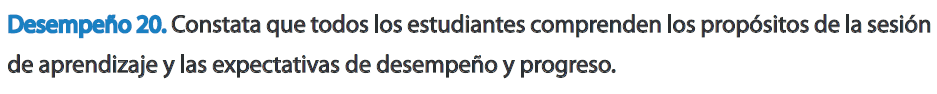 Desempeño 20. Constata que todos los estudiantes comprenden los propósitos de la sesión
de aprendizaje y las expectativas de desempeño y progreso.